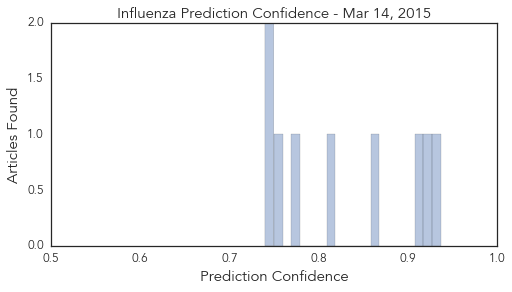 Influenza Prediction Confidence - Mar 14, 2015
2.0
1.5
1.0
0.5
0.0
Articles Found
0.5 0.6 0.7 0.8 0.9 1.0
Prediction Confidence